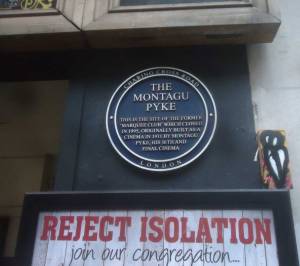 CHARING CROSS ROAD
THE
MONTAGU
PYKE
THIS IS THE SITE OF THE FORMER
'MARQUEE CLUB' WHICH CLOSED
IN 1995, ORIGINALLY BUILT AS A
CINEMA IN 1911 BY MONTAGU
PYKE, HIS 16TH AND
FINAL CINEMA
LONDON
REJECT ISOLATION
join our congregation...